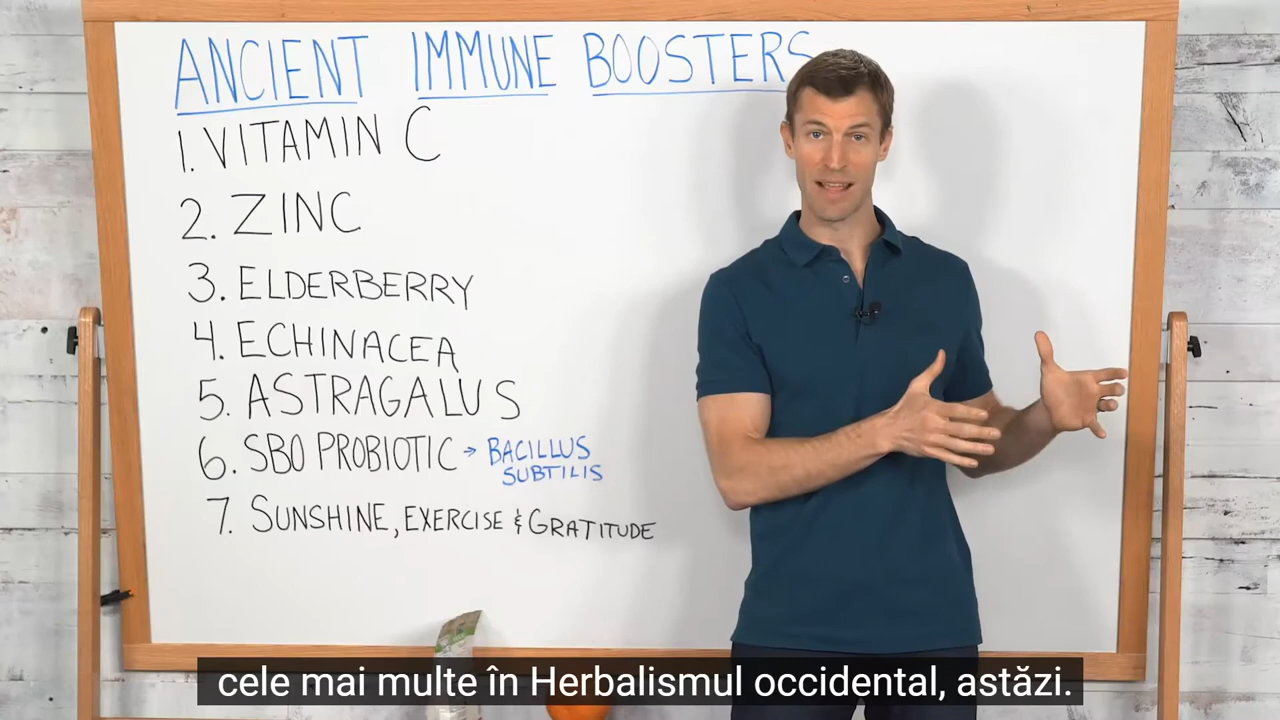 ANCIENT IMMUNE BOOSTERS
1. VITAMIN C
2. ZINC
3. ELDERBERRY
4. ECHINACEA
5. ASTRAGALUS
6. SBO PROBIOTIC → BACILLUS
SUBTILIS
7. SUNSHINE, EXERCISE & GRATITUDE
cele mai multe în Herbalismul occidental, astăzi.